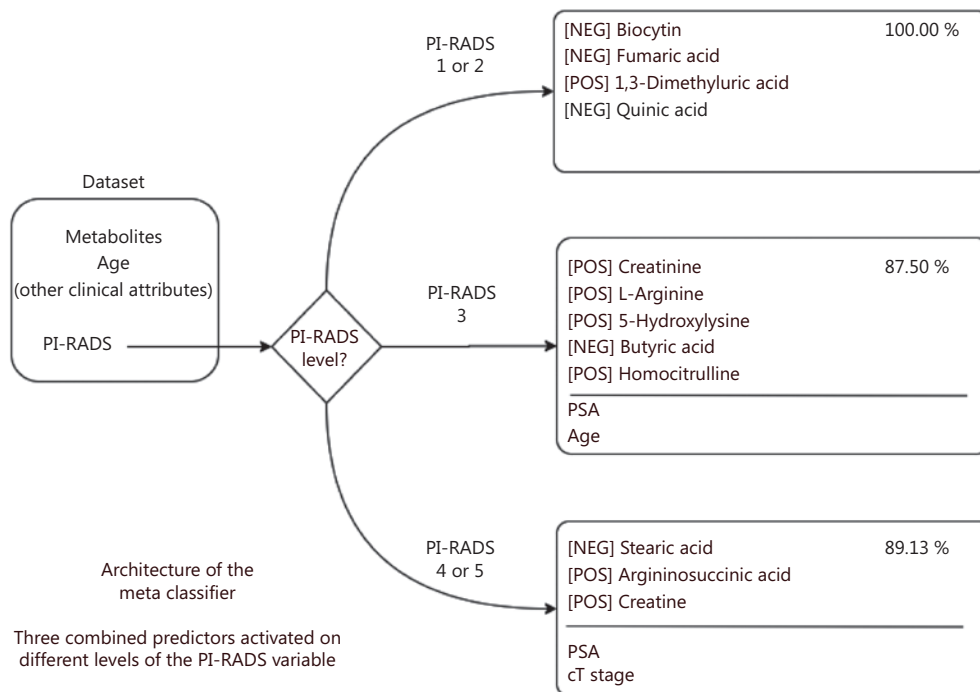 Dataset
Metabolites
Age
(other clinical attributes)
PI-RADS
PI-RADS
level?
PI-RADS
1 or 2
[NEG] Biocytin 100.00 %
[NEG] Fumaric acid
[POS] 1,3-Dimethyluric acid
[NEG] Quinic acid
PI-RADS
3
[POS] Creatinine 87.50 %
[POS] L-Arginine
[POS] 5-Hydroxylysine
[NEG] Butyric acid
[POS] Homocitrulline
PSA
Age
PI-RADS
4 or 5
[NEG] Stearic acid 89.13 %
[POS] Argininosuccinic acid
[POS] Creatine
PSA
cT stage
Architecture of the
meta classifier
Three combined predictors activated on
different levels of the PI-RADS variable